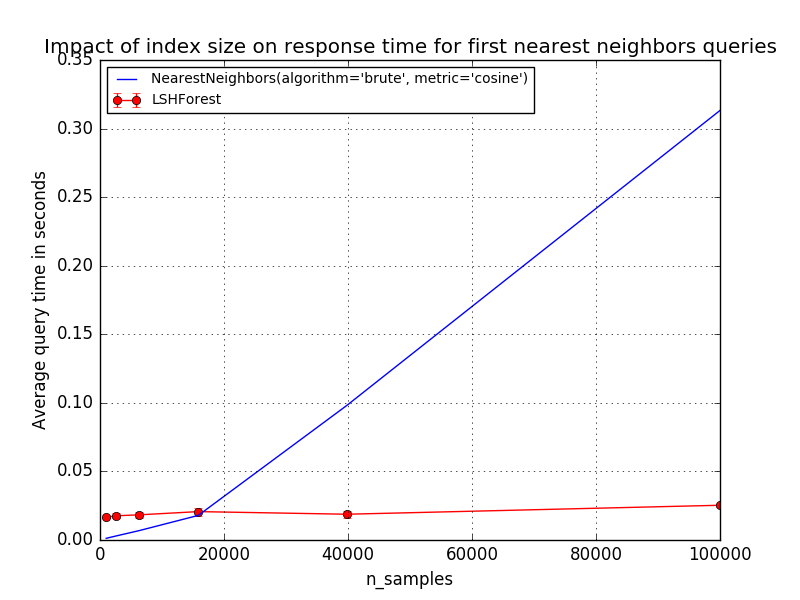 Impact of index size on response time for first nearest neighbors queries
0.35
NearestNeighbors(algorithm='brute', metric='cosine')
LSHForest
0.30
0.25
0.20
0.15
0.10
0.05
0.00
Average query time in seconds
0 20000 40000 60000 80000 100000
n_samples